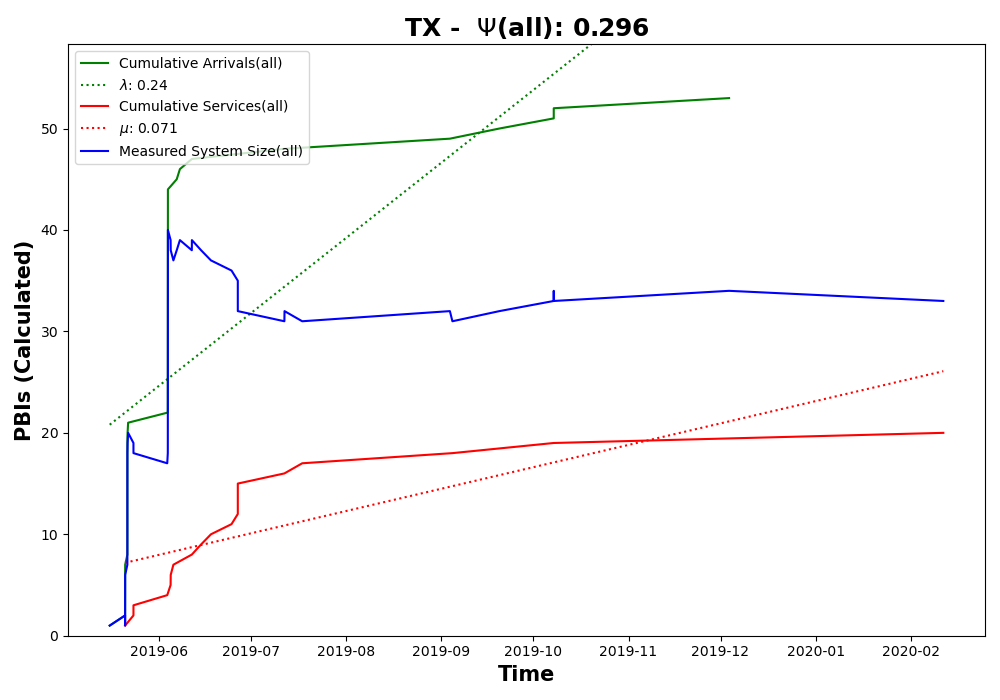 TX - Ψ(all): 0.296
Cumulative Arrivals(all)
λ: 0.24
Cumulative Services(all)
μ: 0.071
Measured System Size(all)
PBIs (Calculated)
50
40
30
20
10
0
2019-06 2019-07 2019-08 2019-09 2019-10 2019-11 2019-12 2020-01 2020-02
Time